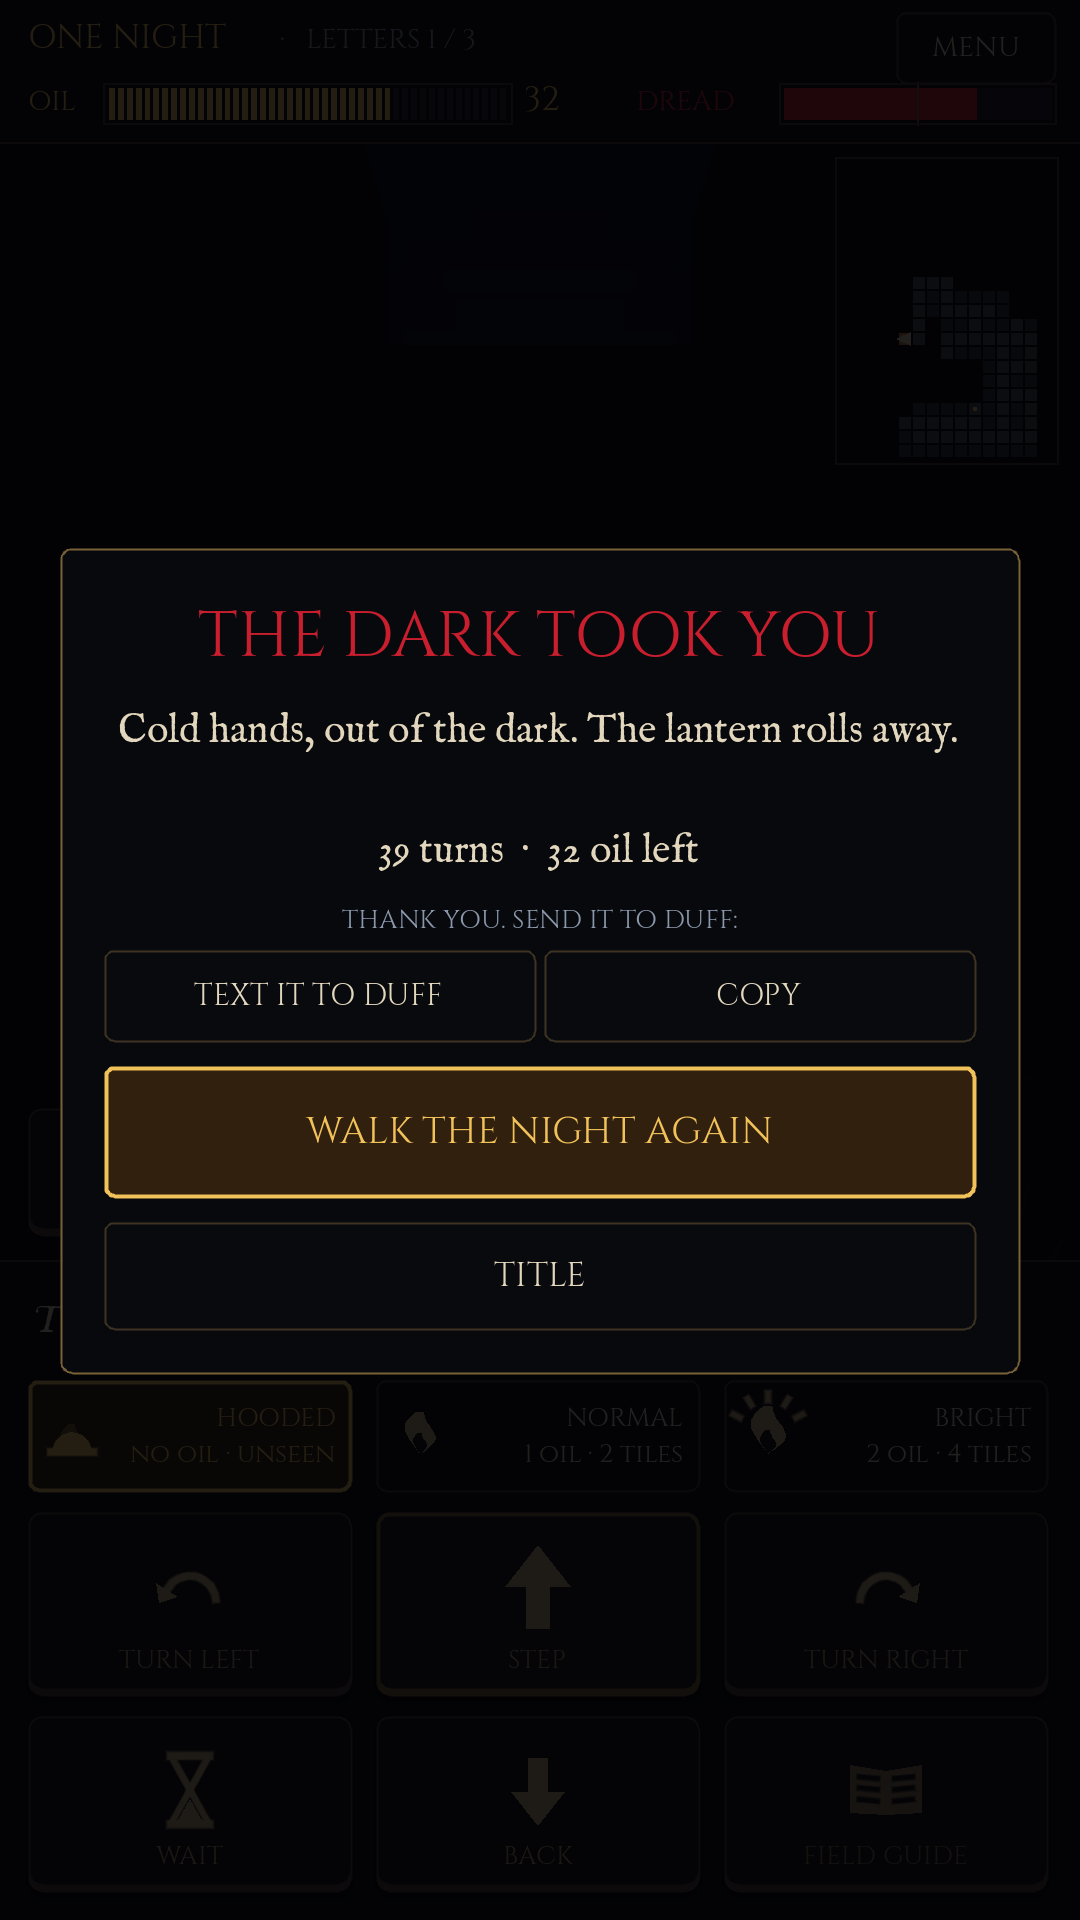 ONE NIGHT · LETTERS 1 / 3
MENU
OIL 32 DREAD
THE DARK TOOK YOU
Cold hands, out of the dark. The lantern rolls away.
39 turns · 32 oil left
THANK YOU. SEND IT TO DUFF:
TEXT IT TO DUFF COPY
WALK THE NIGHT AGAIN
TITLE
T
HOODED NORMAL BRIGHT
NO OIL · UNSEEN 1 OIL · 2 TILES 2 OIL · 4 TILES
TURN LEFT STEP TURN RIGHT
WAIT BACK FIELD GUIDE